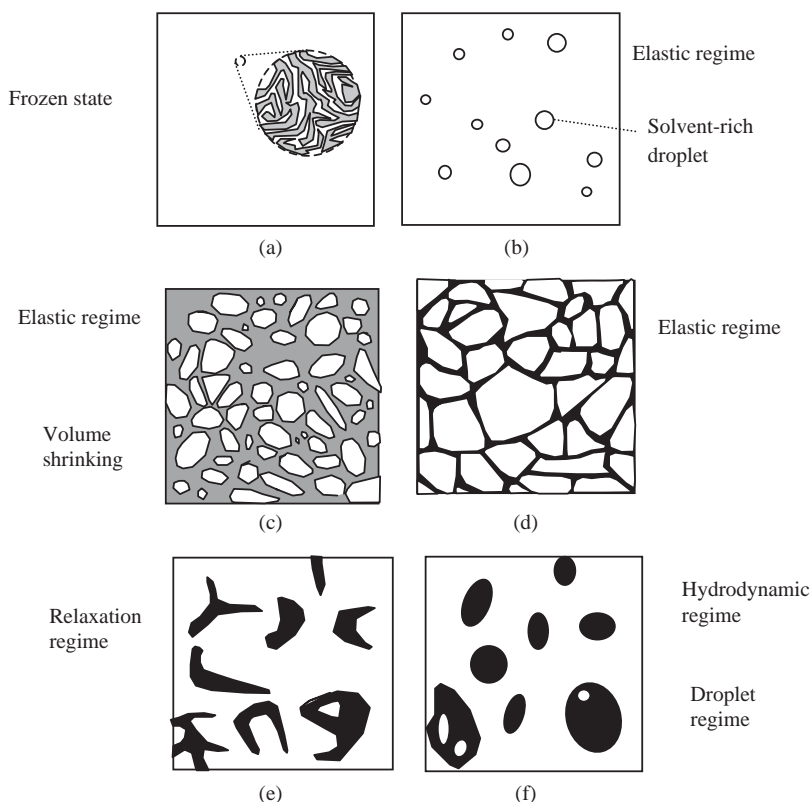 Frozen state
(a)
Elastic regime
Solvent-rich
droplet
(b)
Elastic regime
Volume
shrinking
(c)
Elastic regime
(d)
Relaxation
regime
(e)
Hydrodynamic
regime
Droplet
regime
(f)